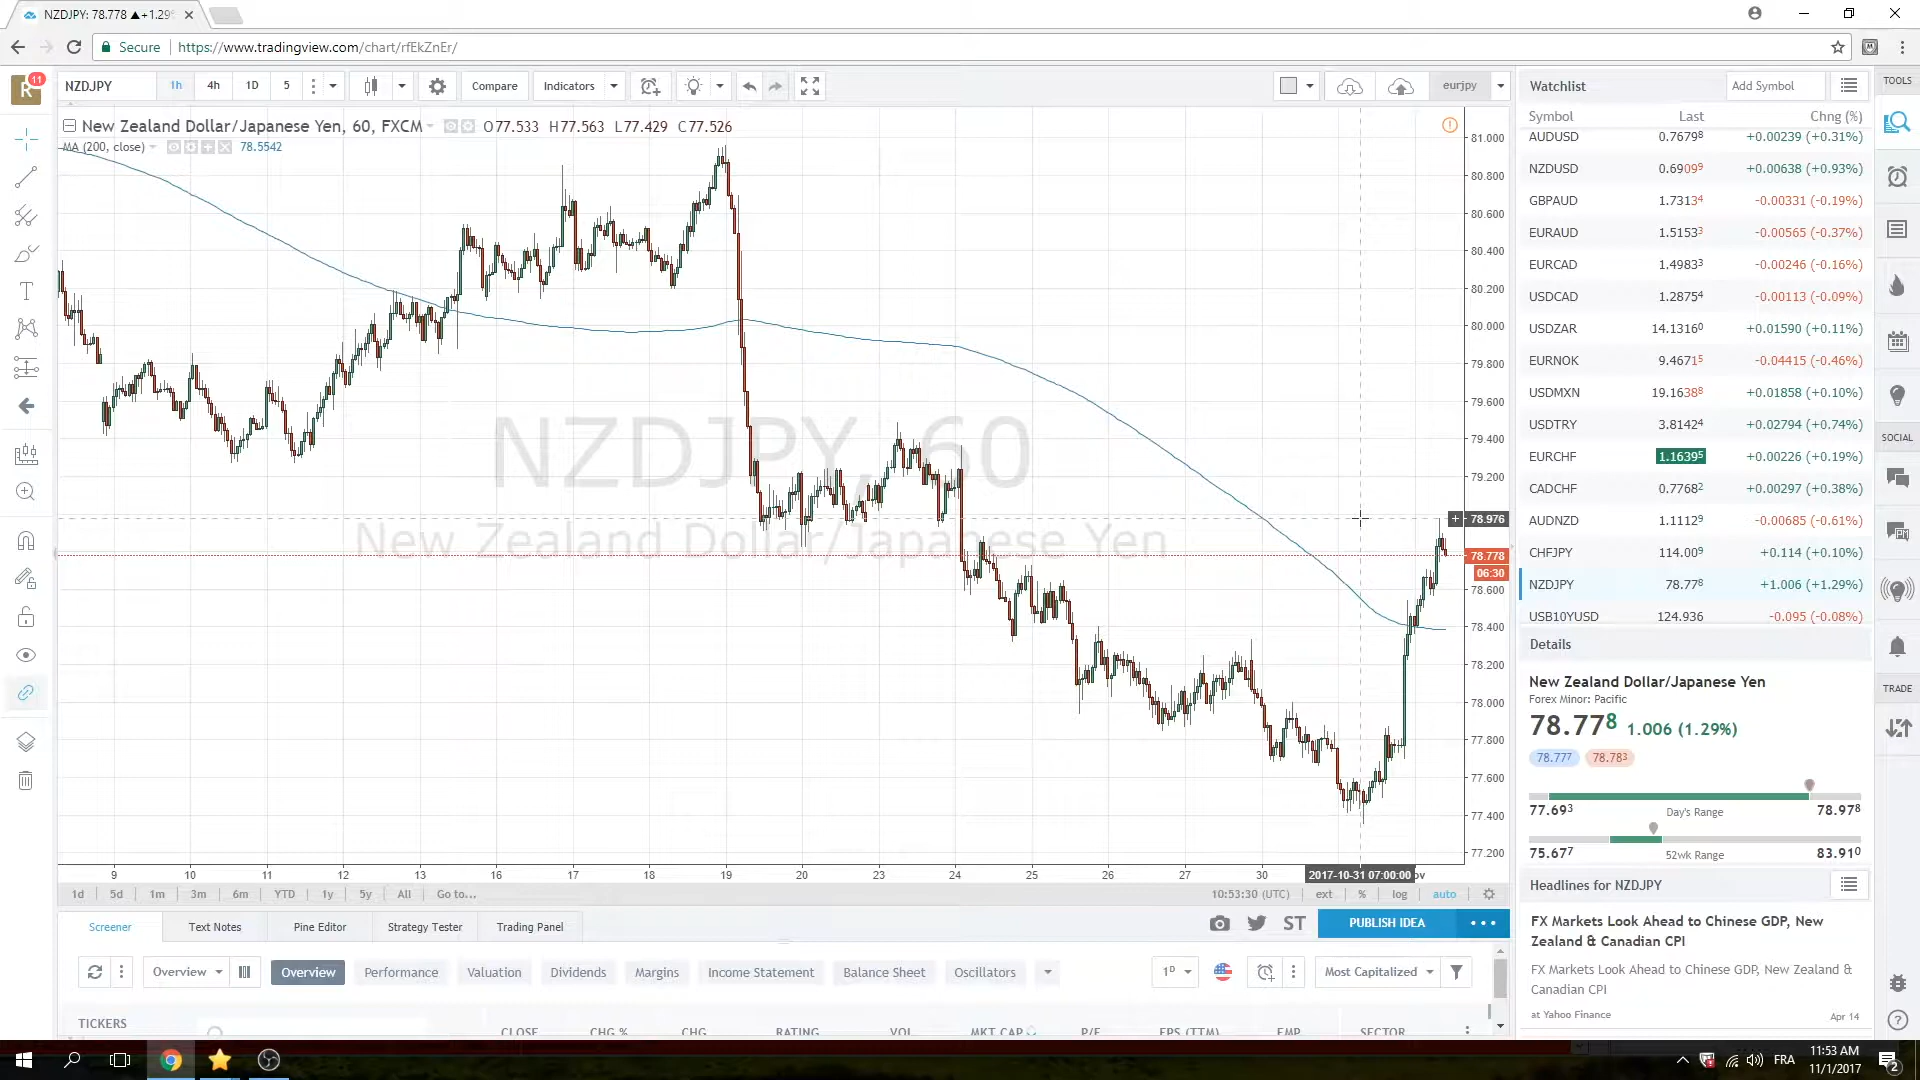 NZDJPY: 78.778 ▲+1.29%
Secure https://www.tradingview.com/chart/rfEkZnEr/
R 11 NZDJPY 1h 4h 1D 5 Compare Indicators eurjpy
New Zealand Dollar/Japanese Yen, 60, FXCM O77.533 H77.563 L77.429 C77.526
MA (200, close) 78.5542
NZDJPY, 60
New Zealand Dollar/Japanese Yen
81.000
80.800
80.600
80.400
80.200
80.000
79.800
79.600
79.400
79.200
78.976
78.778
06:30
78.600
78.400
78.200
78.000
77.800
77.600
77.400
77.200
9 10 11 12 13 16 17 18 19 20 23 24 25 26 27 30 2017-10-31 07:00:00 ov
1d 5d 1m 3m 6m YTD 1y 5y All Go to... 10:53:30 (UTC) ext % log auto
Screener Text Notes Pine Editor Strategy Tester Trading Panel ST PUBLISH IDEA
Overview Overview Performance Valuation Dividends Margins Income Statement Balance Sheet Oscillators 1D Most Capitalized
TICKERS CLOSE CHG % CHG RATING VOL MKT CAP P/E EPS (TTM) EMP SECTOR
Watchlist Add Symbol
Symbol Last Chng (%)
AUDUSD 0.76798 +0.00239 (+0.31%)
NZDUSD 0.69099 +0.00638 (+0.93%)
GBPAUD 1.73134 -0.00331 (-0.19%)
EURAUD 1.51533 -0.00565 (-0.37%)
EURCAD 1.49833 -0.00246 (-0.16%)
USDCAD 1.28754 -0.00113 (-0.09%)
USDZAR 14.13160 +0.01590 (+0.11%)
EURNOK 9.46715 -0.04415 (-0.46%)
USDMXN 19.16388 +0.01858 (+0.10%)
USDTRY 3.81424 +0.02794 (+0.74%)
EURCHF 1.16395 +0.00226 (+0.19%)
CADCHF 0.77682 +0.00297 (+0.38%)
AUDNZD 1.11129 -0.00685 (-0.61%)
CHFJPY 114.009 +0.114 (+0.10%)
NZDJPY 78.778 +1.006 (+1.29%)
USB10YUSD 124.936 -0.095 (-0.08%)
Details
New Zealand Dollar/Japanese Yen
Forex Minor: Pacific
78.778 1.006 (1.29%)
78.777 78.783
77.693 Day's Range 78.978
75.677 52wk Range 83.910
Headlines for NZDJPY
FX Markets Look Ahead to Chinese GDP, New
Zealand & Canadian CPI
FX Markets Look Ahead to Chinese GDP, New Zealand &
Canadian CPI
at Yahoo Finance Apr 14
TOOLS
SOCIAL
TRADE
FRA 11:53 AM
11/1/2017
2